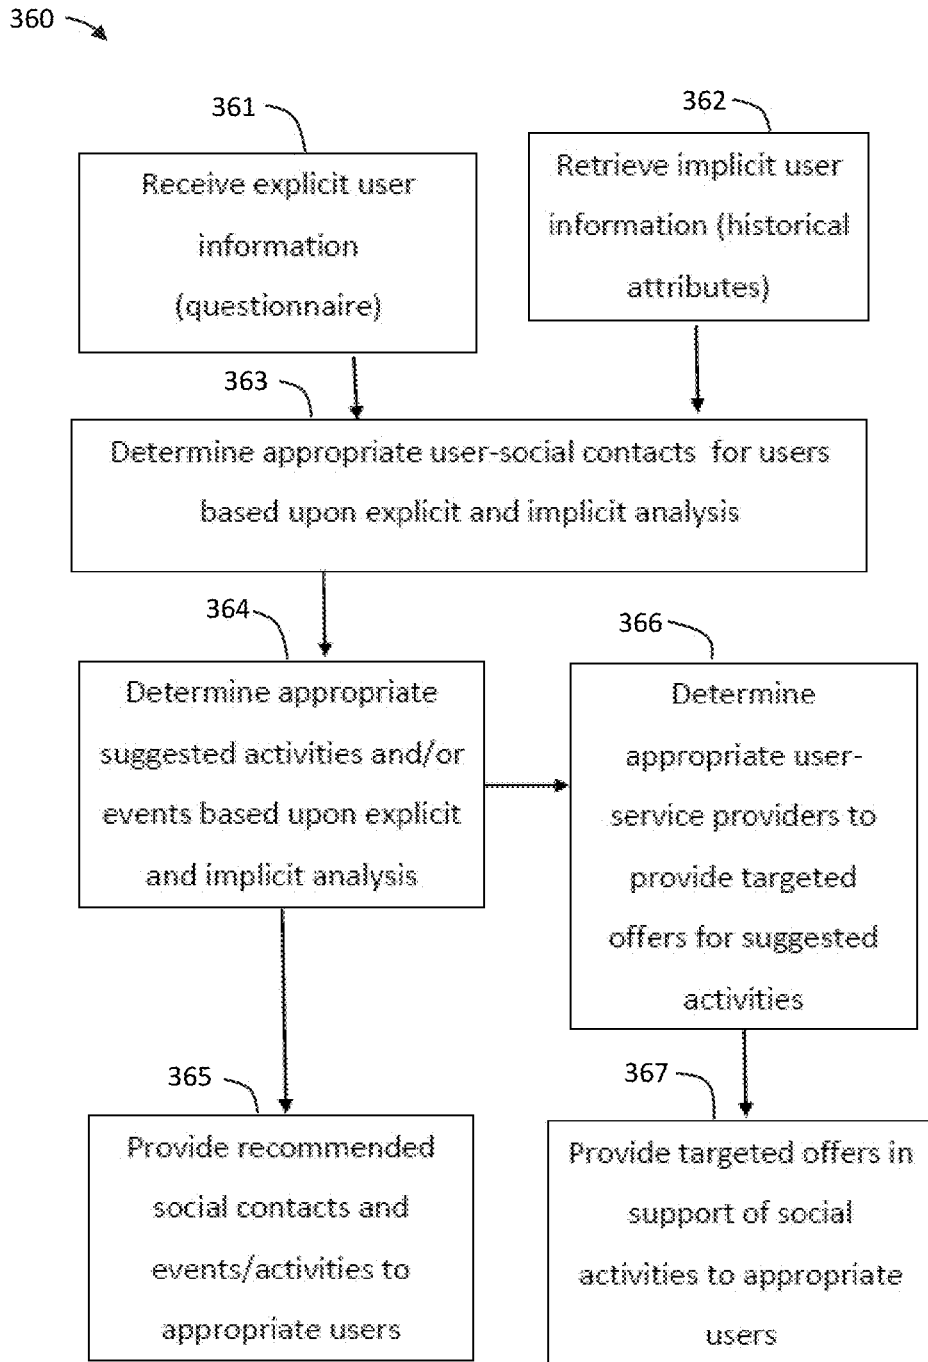 360
361
362
Receive explicit user
information
(questionnaire)
Retrieve implicit user
information (historical
attributes)
363
Determine appropriate user-social contacts for users
based upon explicit and implicit analysis
364
366
Determine appropriate
suggested activities and/or
events based upon explicit
and implicit analysis
Determine
appropriate user-
service providers to
provide targeted
offers for suggested
activities
365
367
Provide recommended
social contacts and
events/activities to
appropriate users
Provide targeted offers in
support of social
activities to appropriate
users